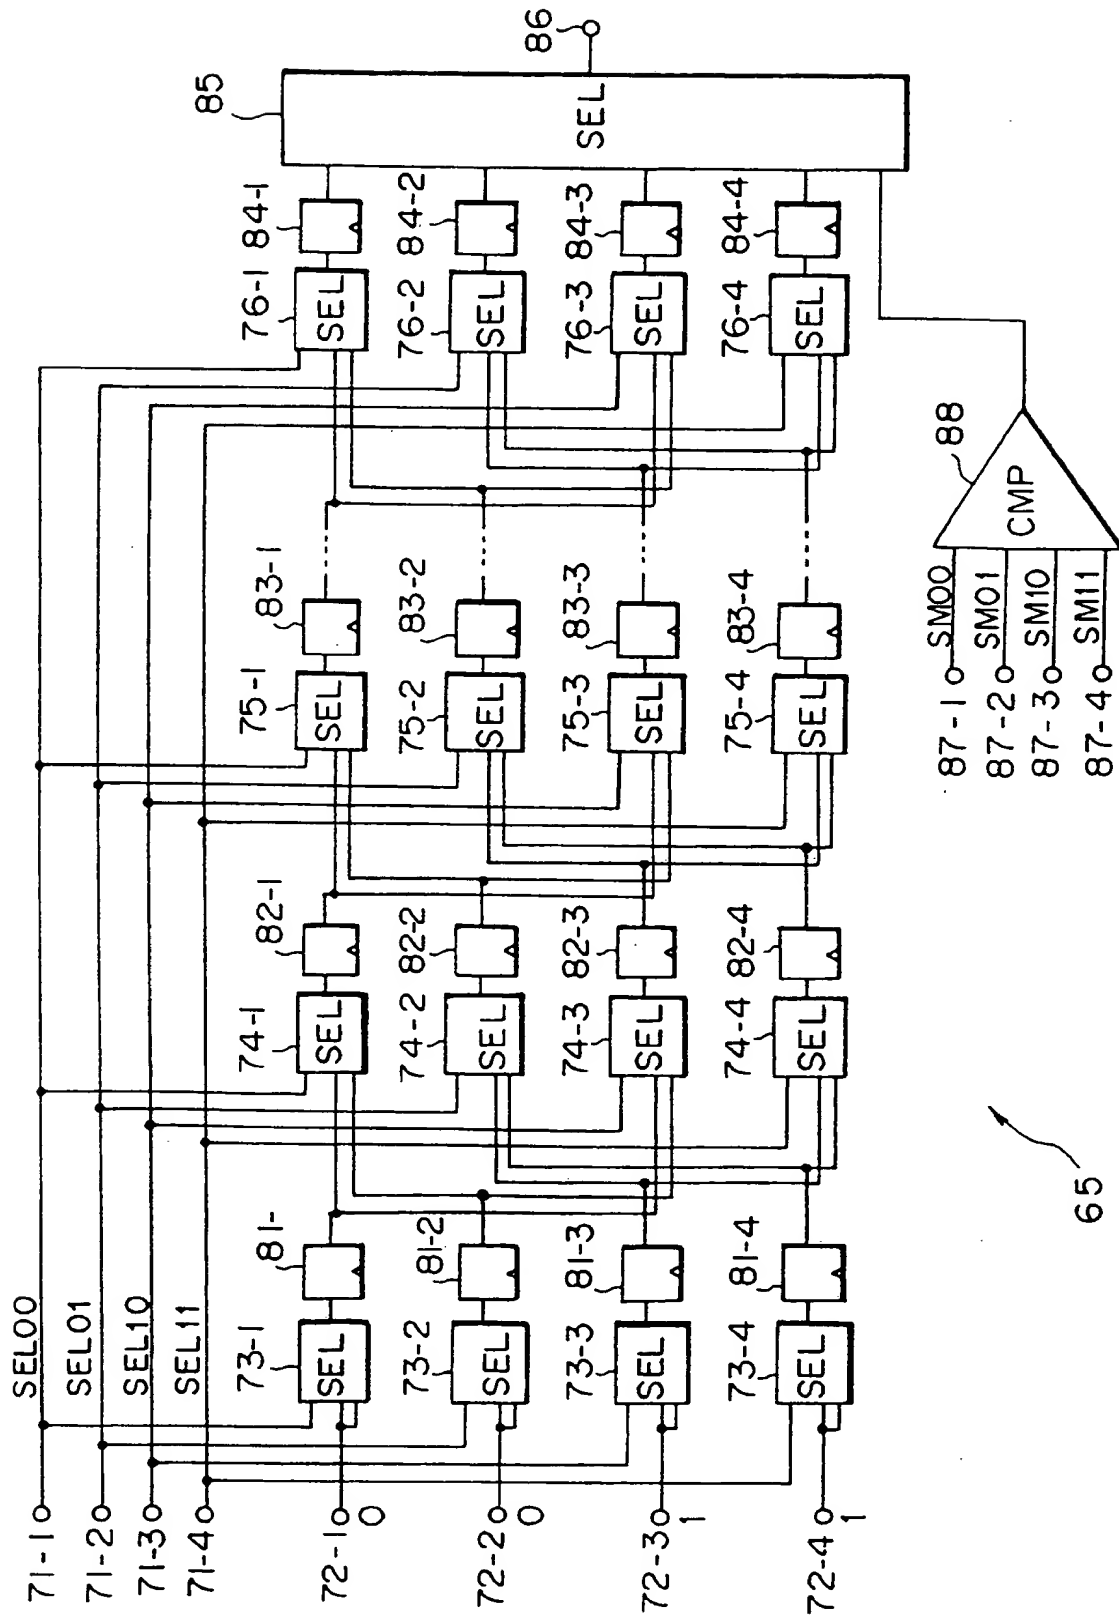 71-1
SEL00
71-2
SEL01
71-3
SEL10
71-4
SEL11
72-1
0
72-2
0
72-3
1
72-4
1
73-1
SEL
73-2
SEL
73-3
SEL
73-4
SEL
81-
81-2
81-3
81-4
74-1
SEL
74-2
SEL
74-3
SEL
74-4
SEL
82-1
82-2
82-3
82-4
75-1
SEL
75-2
SEL
75-3
SEL
75-4
SEL
83-1
83-2
83-3
83-4
76-1
SEL
76-2
SEL
76-3
SEL
76-4
SEL
84-1
84-2
84-3
84-4
85
SEL
86
87-1
SM00
87-2
SM01
87-3
SM10
87-4
SM11
CMP
88
65